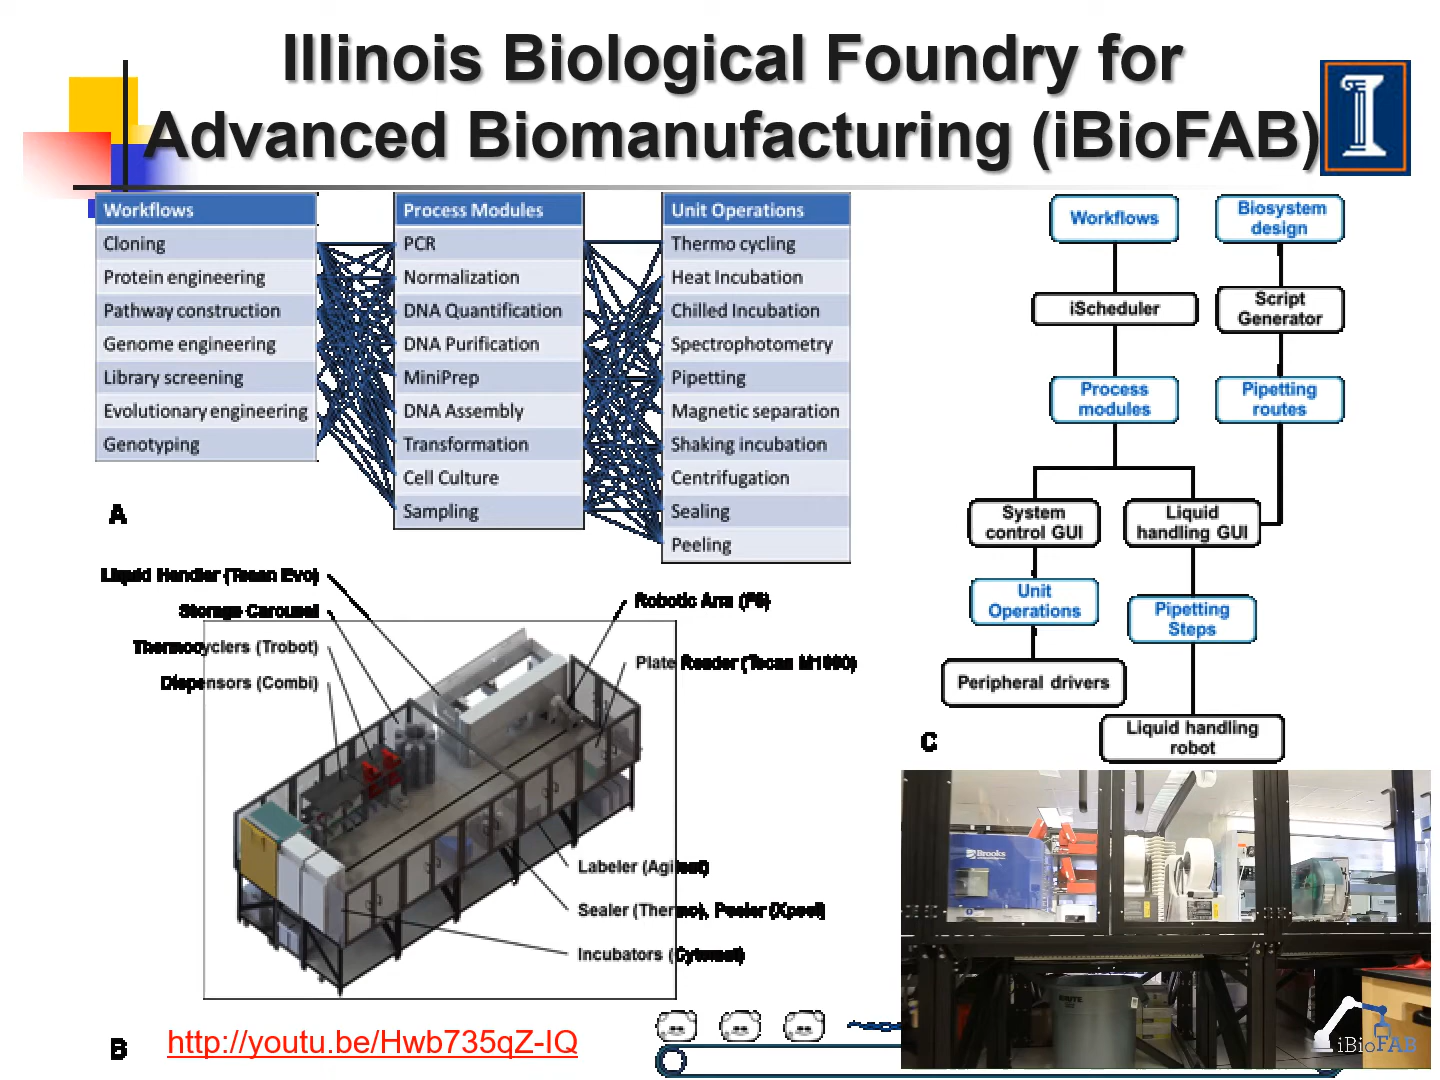 Illinois Biological Foundry for
Advanced Biomanufacturing (iBioFAB)
Workflows
Cloning
Protein engineering
Pathway construction
Genome engineering
Library screening
Evolutionary engineering
Genotyping
Process Modules
PCR
Normalization
DNA Quantification
DNA Purification
MiniPrep
DNA Assembly
Transformation
Cell Culture
Sampling
Unit Operations
Thermo cycling
Heat Incubation
Chilled Incubation
Spectrophotometry
Pipetting
Magnetic separation
Shaking incubation
Centrifugation
Sealing
Peeling
A
Workflows
Biosystem
design
iScheduler
Script
Generator
Process
modules
Pipetting
routes
System
control GUI
Liquid
handling GUI
Unit
Operations
Pipetting
Steps
Peripheral drivers
Liquid handling
robot
C
Liquid Handler (Tecan Evo)
Storage Carousel
Thermocyclers (Trobot)
Dispensors (Combi)
Robotic Arm (F5)
Plate Reader (Tecan M1000)
Labeler (Agilent)
Sealer (Thermo), Peeler (Xpeel)
Incubators (Cytomat)
B
http://youtu.be/Hwb735qZ-IQ
Brooks
BRUTE
iBioFAB